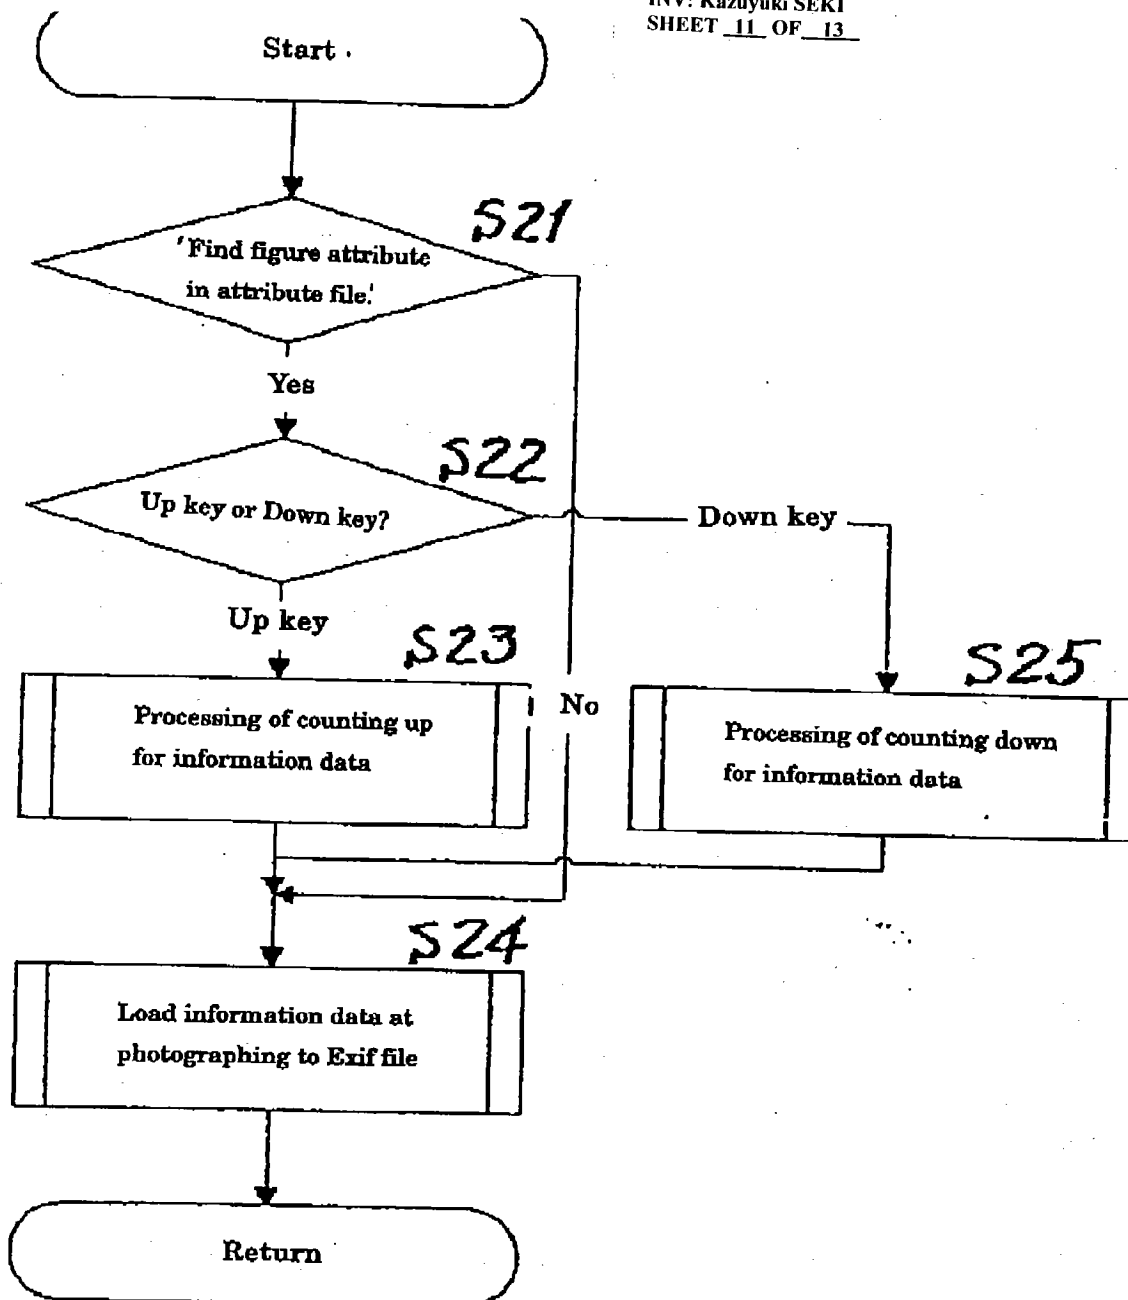 INV: Kazuyuki SEKI
SHEET 11 OF 13
Start
S21
'Find figure attribute
in attribute file.'
Yes
S22
Up key or Down key?
Down key
Up key
S23
S25
No
Processing of counting up
for information data
Processing of counting down
for information data
S24
Load information data at
photographing to Exif file
Return